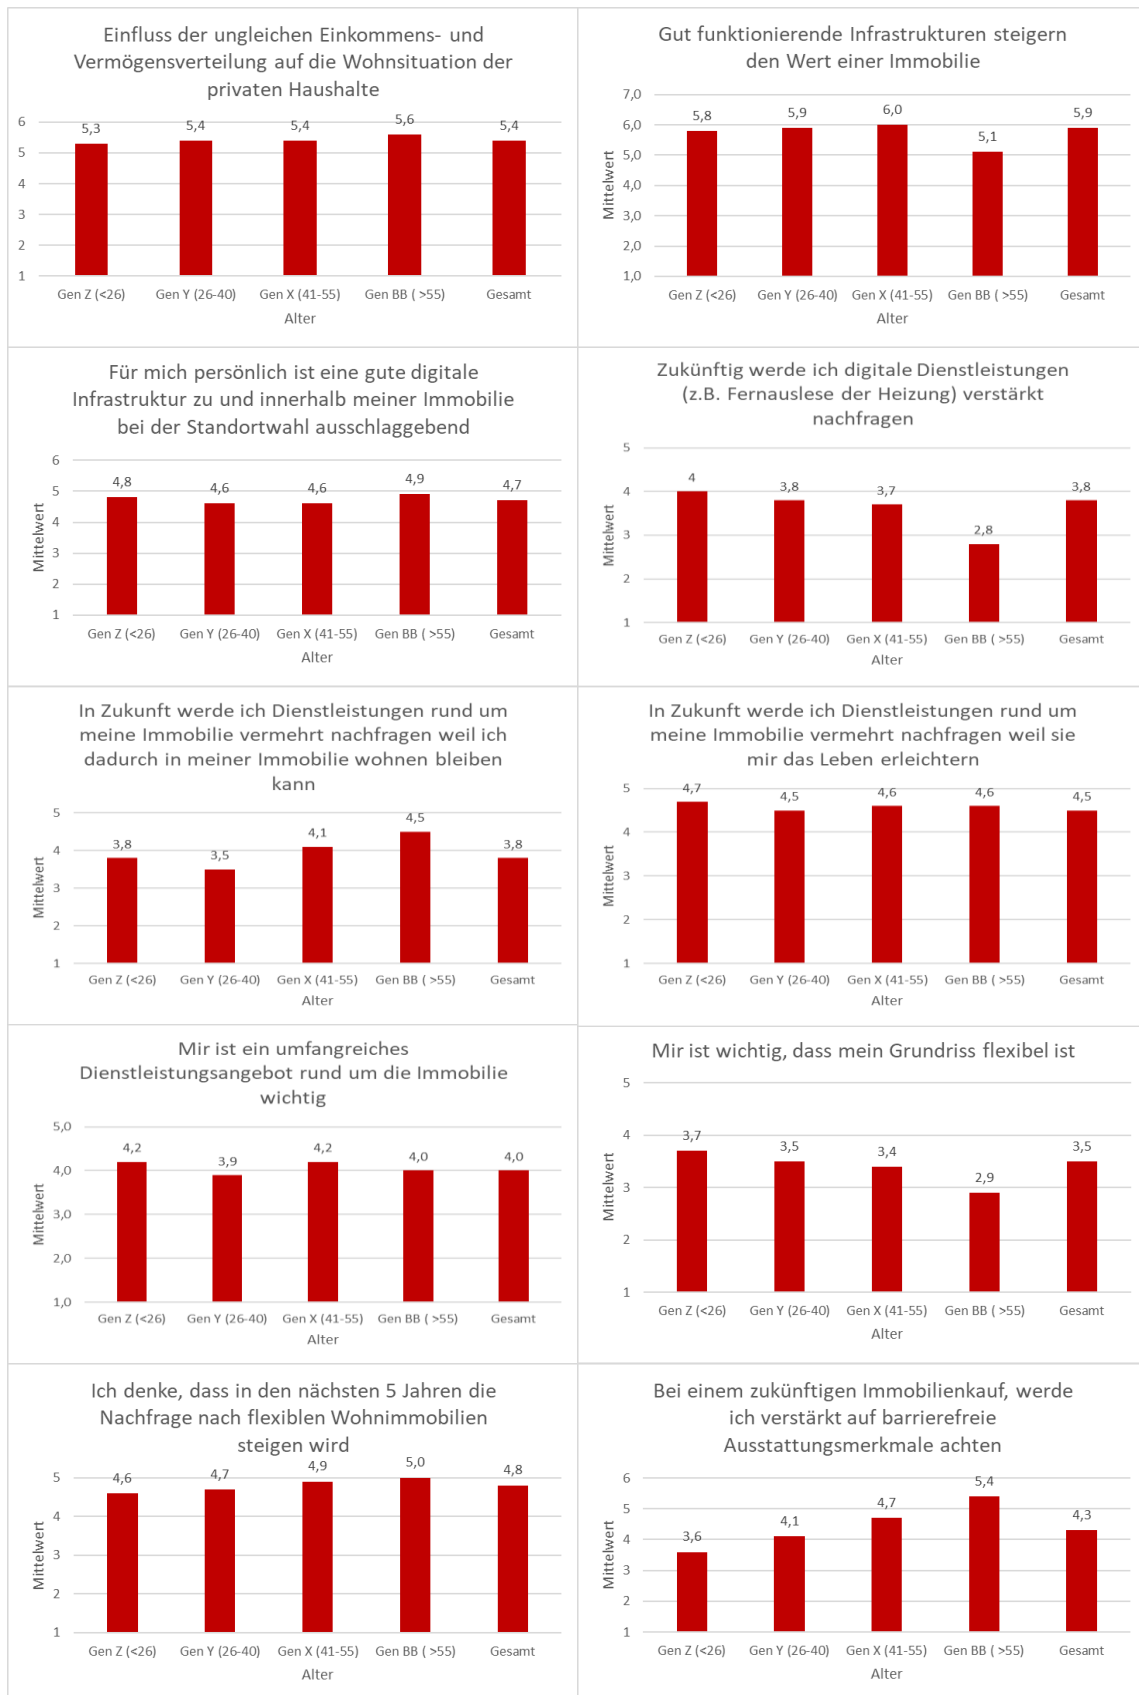 Einfluss der ungleichen Einkommens- und
Vermögensverteilung auf die Wohnsituation der
privaten Haushalte
6
5
4
3
2
1
5,3
5,4
5,4
5,6
5,4
Gen Z (<26)
Gen Y (26-40)
Gen X (41-55)
Gen BB ( >55)
Gesamt
Alter
Gut funktionierende Infrastrukturen steigern
den Wert einer Immobilie
Mittelwert
7,0
6,0
5,0
4,0
3,0
2,0
1,0
5,8
5,9
6,0
5,1
5,9
Gen Z (<26)
Gen Y (26-40)
Gen X (41-55)
Gen BB ( >55)
Gesamt
Alter
Für mich persönlich ist eine gute digitale
Infrastruktur zu und innerhalb meiner Immobilie
bei der Standortwahl ausschlaggebend
Mittelwert
6
5
4
3
2
1
4,8
4,6
4,6
4,9
4,7
Gen Z (<26)
Gen Y (26-40)
Gen X (41-55)
Gen BB ( >55)
Gesamt
Alter
Zukünftig werde ich digitale Dienstleistungen
(z.B. Fernauslese der Heizung) verstärkt
nachfragen
Mittelwert
5
4
3
2
1
4
3,8
3,7
2,8
3,8
Gen Z (<26)
Gen Y (26-40)
Gen X (41-55)
Gen BB ( >55)
Gesamt
Alter
In Zukunft werde ich Dienstleistungen rund um
meine Immobilie vermehrt nachfragen weil ich
dadurch in meiner Immobilie wohnen bleiben
kann
Mittelwert
5
4
3
2
1
3,8
3,5
4,1
4,5
3,8
Gen Z (<26)
Gen Y (26-40)
Gen X (41-55)
Gen BB ( >55)
Gesamt
Alter
In Zukunft werde ich Dienstleistungen rund um
meine Immobilie vermehrt nachfragen weil sie
mir das Leben erleichtern
Mittelwert
5
4
3
2
1
4,7
4,5
4,6
4,6
4,5
Gen Z (<26)
Gen Y (26-40)
Gen X (41-55)
Gen BB ( >55)
Gesamt
Alter
Mir ist ein umfangreiches
Dienstleistungsangebot rund um die Immobilie
wichtig
Mittelwert
5,0
4,0
3,0
2,0
1,0
4,2
3,9
4,2
4,0
4,0
Gen Z (<26)
Gen Y (26-40)
Gen X (41-55)
Gen BB ( >55)
Gesamt
Alter
Mir ist wichtig, dass mein Grundriss flexibel ist
Mittelwert
5
4
3
2
1
3,7
3,5
3,4
2,9
3,5
Gen Z (<26)
Gen Y (26-40)
Gen X (41-55)
Gen BB ( >55)
Gesamt
Alter
Ich denke, dass in den nächsten 5 Jahren die
Nachfrage nach flexiblen Wohnimmobilien
steigen wird
Mittelwert
5
4
3
2
1
4,6
4,7
4,9
5,0
4,8
Gen Z (<26)
Gen Y (26-40)
Gen X (41-55)
Gen BB ( >55)
Gesamt
Alter
Bei einem zukünftigen Immobilienkauf, werde
ich verstärkt auf barrierefreie
Ausstattungsmerkmale achten
Mittelwert
6
5
4
3
2
1
3,6
4,1
4,7
5,4
4,3
Gen Z (<26)
Gen Y (26-40)
Gen X (41-55)
Gen BB ( >55)
Gesamt
Alter